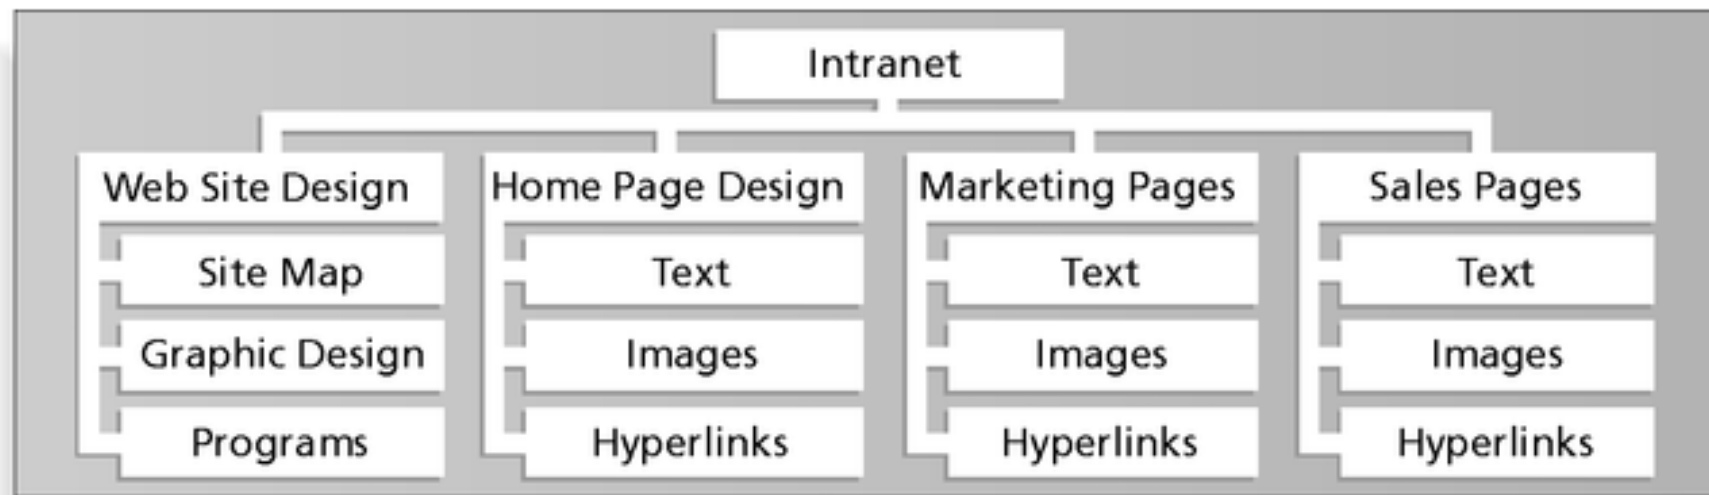 Intranet
Web Site Design
Site Map
Graphic Design
Programs
Home Page Design
Text
Images
Hyperlinks
Marketing Pages
Text
Images
Hyperlinks
Sales Pages
Text
Images
Hyperlinks